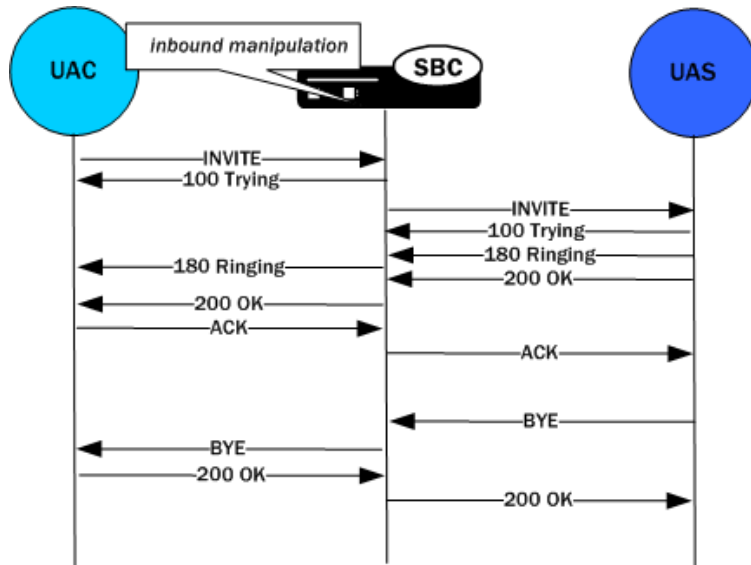 inbound manipulation
UAC
SBC
UAS
INVITE
100 Trying
INVITE
100 Trying
180 Ringing
180 Ringing
200 OK
200 OK
ACK
ACK
BYE
BYE
200 OK
200 OK